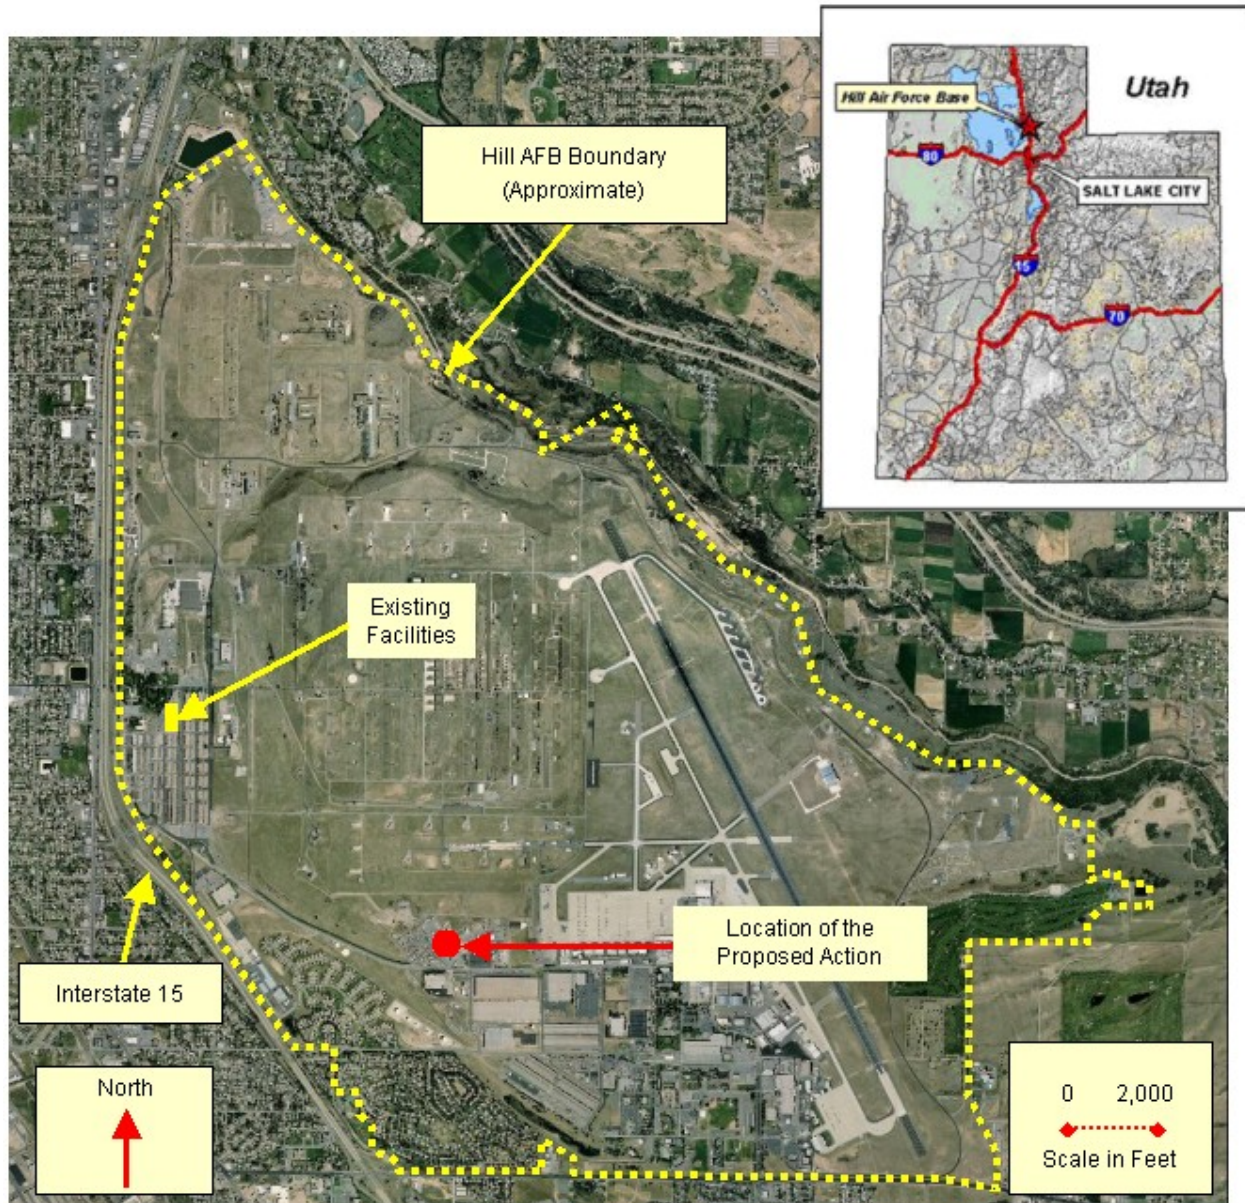 Utah
Hill Air Force Base
80
SALT LAKE CITY
15
70
Hill AFB Boundary
(Approximate)
Existing
Facilities
Location of the
Proposed Action
Interstate 15
North
0 2,000
Scale in Feet